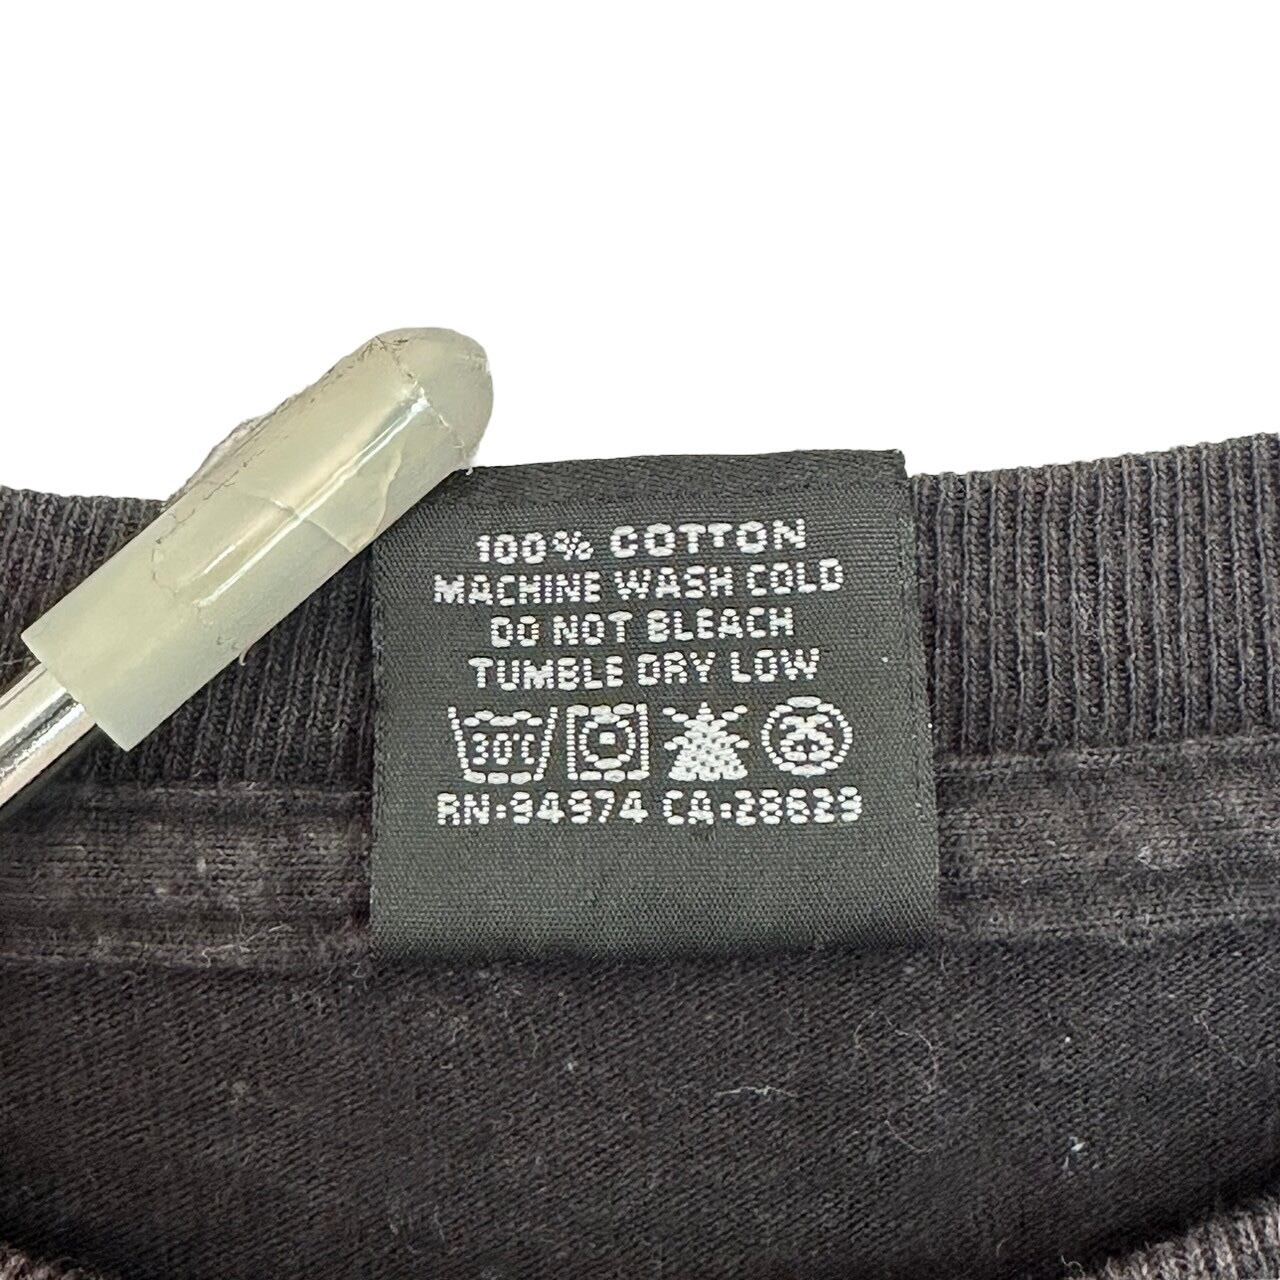 100% COTTON
MACHINE WASH COLD
DO NOT BLEACH
TUMBLE DRY LOW
30°C
RN:94974 CA:28629